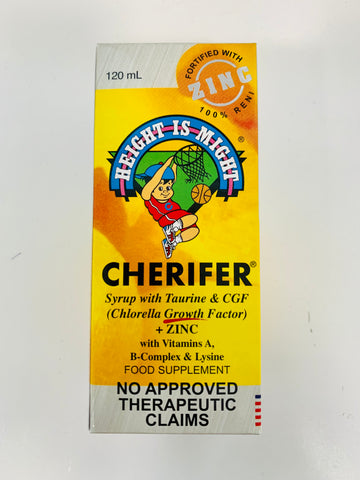 120 mL
FORTIFIED WITH
ZINC
100% RENI
HEIGHT IS MIGHT
®
CHERIFER®
Syrup with Taurine & CGF
(Chlorella Growth Factor)
+ ZINC
with Vitamins A,
B-Complex & Lysine
FOOD SUPPLEMENT
NO APPROVED
THERAPEUTIC
CLAIMS